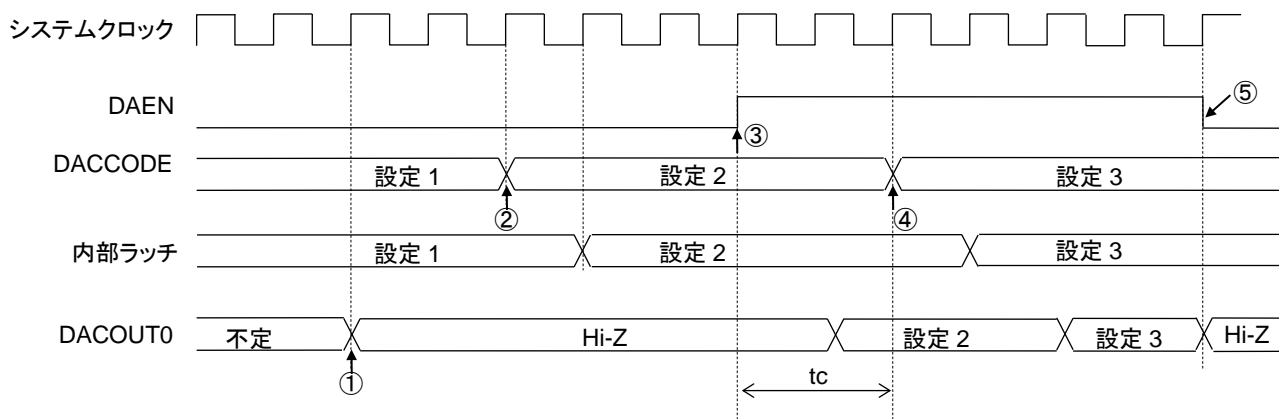 システムクロック
DAEN
⑤
③
DACCODE
設定 1
設定 2
設定 3
②
④
内部ラッチ
設定 1
設定 2
設定 3
DACOUT0
不定
Hi-Z
設定 2
設定 3
Hi-Z
①
tc